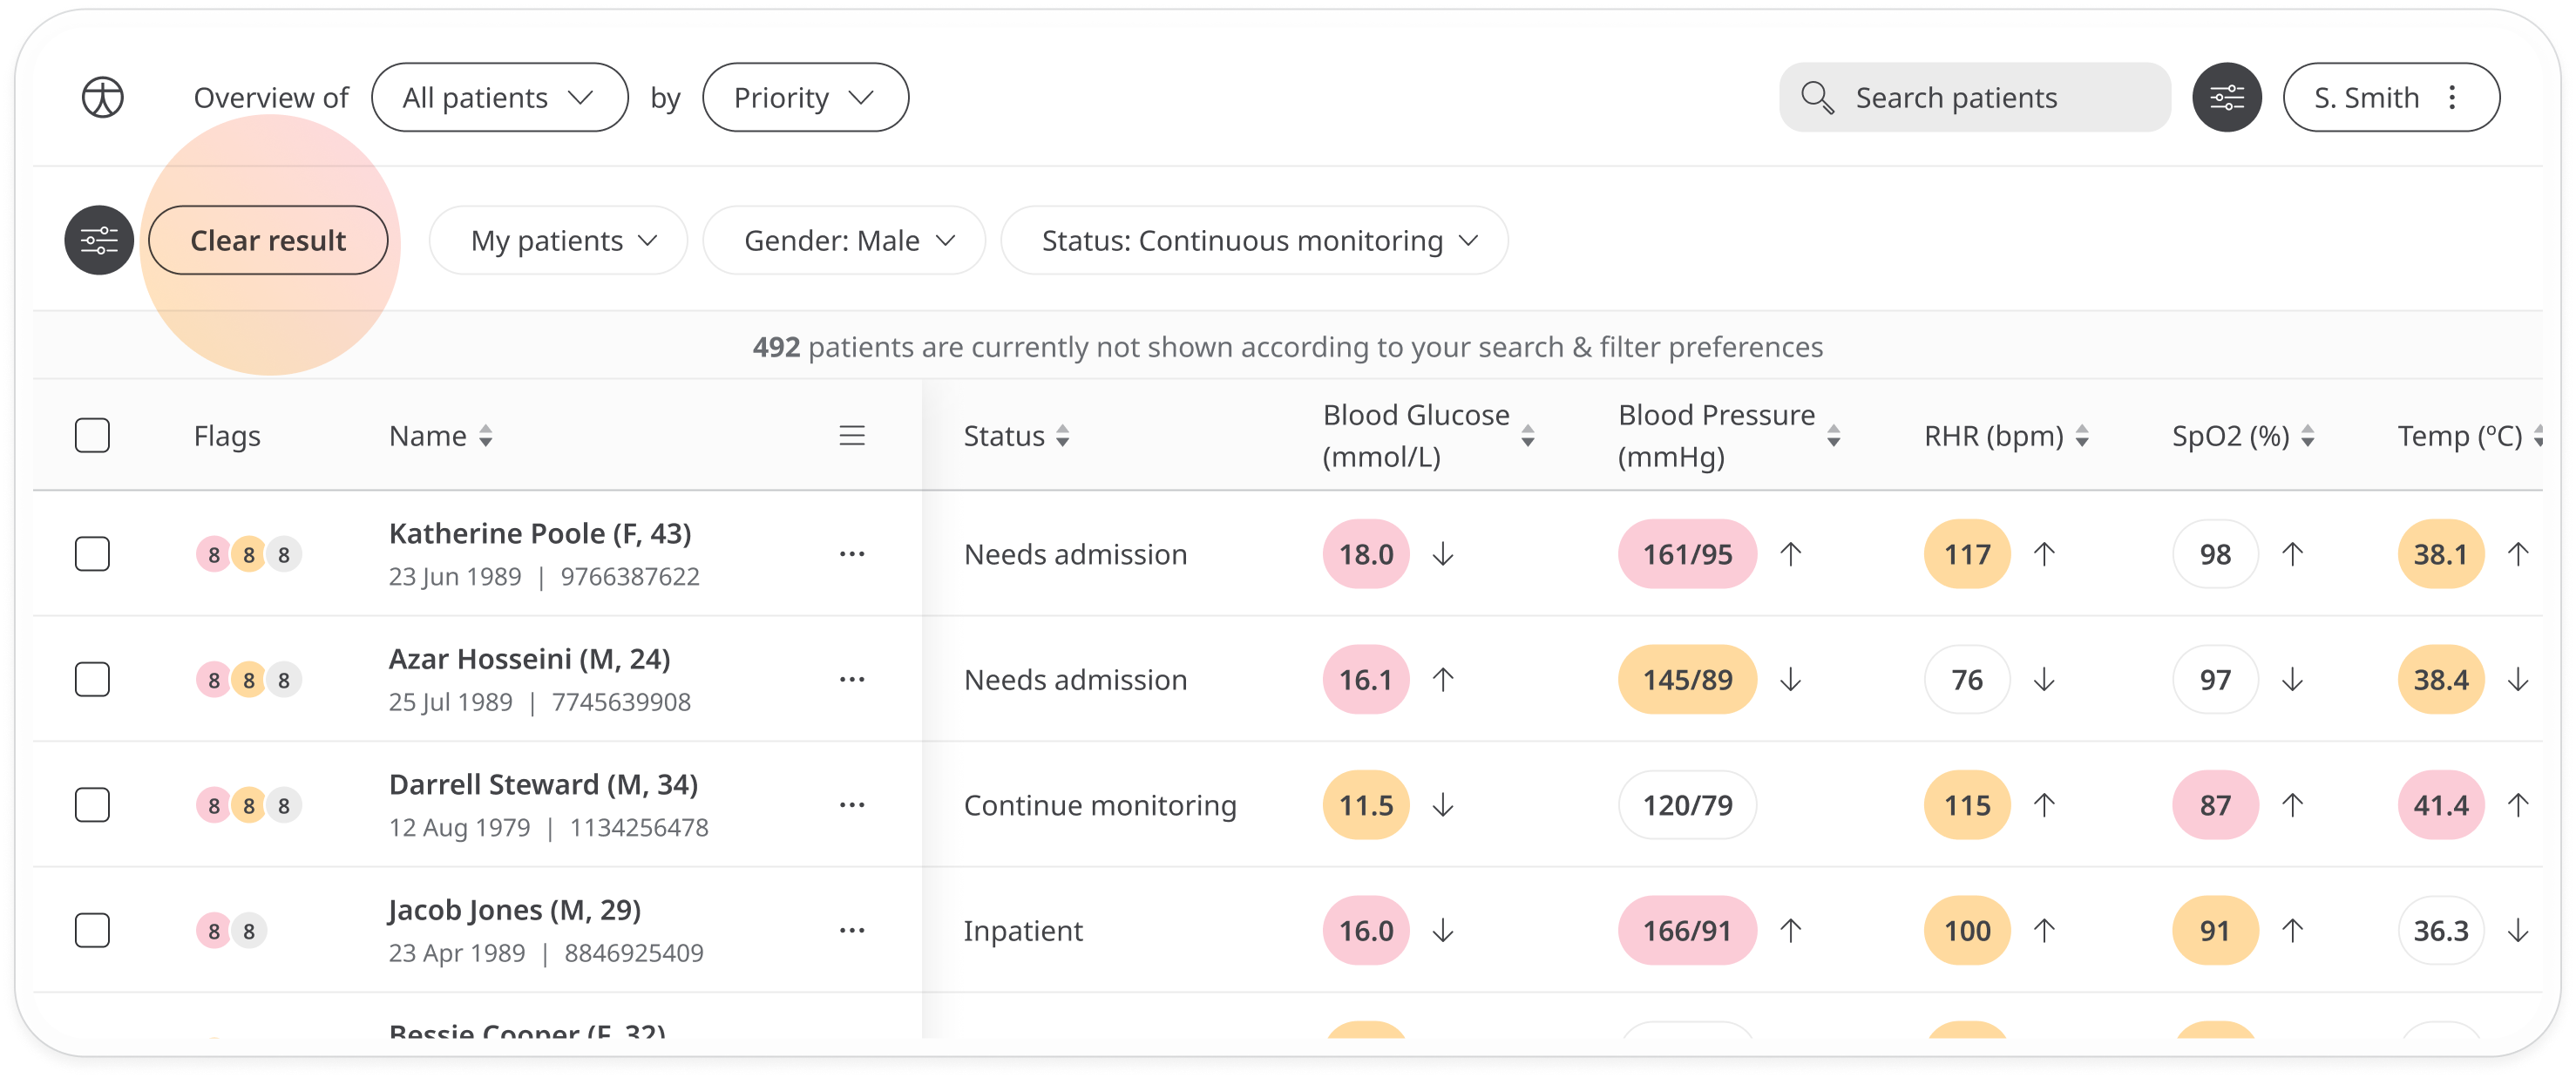 Overview of All patients by Priority Search patients S. Smith
Clear result My patients Gender: Male Status: Continuous monitoring
492 patients are currently not shown according to your search & filter preferences
Flags Name Status Blood Glucose (mmol/L) Blood Pressure (mmHg) RHR (bpm) SpO2 (%) Temp (ºC)
8 8 8 Katherine Poole (F, 43) Needs admission 18.0 161/95 117 98 38.1
23 Jun 1989 | 9766387622
8 8 8 Azar Hosseini (M, 24) Needs admission 16.1 145/89 76 97 38.4
25 Jul 1989 | 7745639908
8 8 8 Darrell Steward (M, 34) Continue monitoring 11.5 120/79 115 87 41.4
12 Aug 1979 | 1134256478
8 8 Jacob Jones (M, 29) Inpatient 16.0 166/91 100 91 36.3
23 Apr 1989 | 8846925409
Bessie Cooper (F, 32)